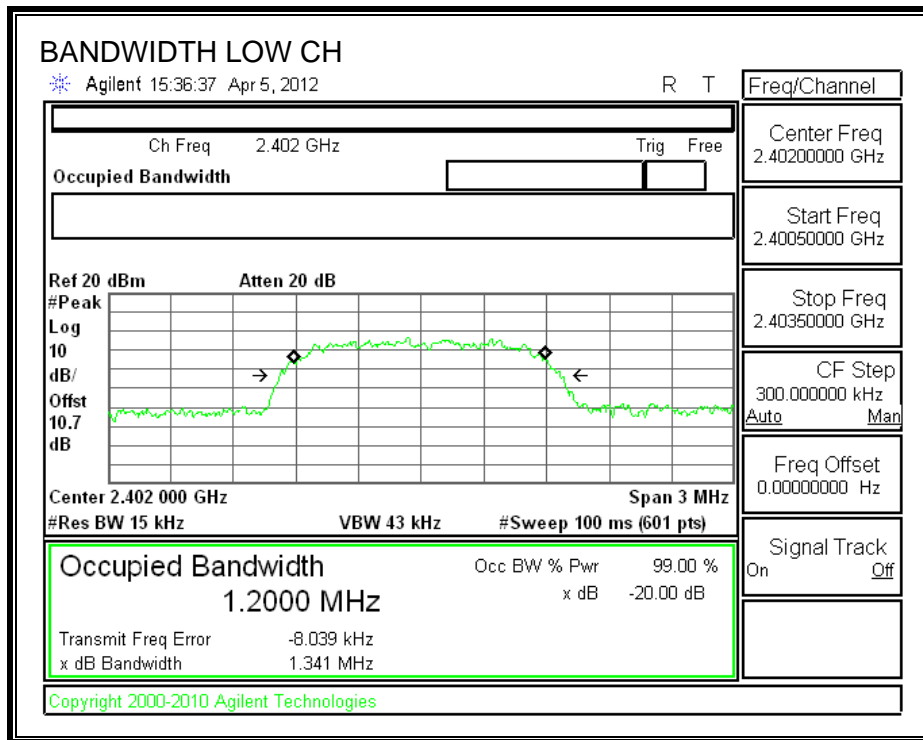 BANDWIDTH LOW CH
Agilent 15:36:37 Apr 5, 2012 R T
Freq/Channel
Ch Freq 2.402 GHz Trig Free
Occupied Bandwidth
Center Freq
2.40200000 GHz
Start Freq
2.40050000 GHz
Stop Freq
2.40350000 GHz
CF Step
300.000000 kHz
Auto Man
Freq Offset
0.00000000 Hz
Signal Track
On Off
Ref 20 dBm Atten 20 dB
#Peak
Log
10
dB/
Offst
10.7
dB
Center 2.402 000 GHz Span 3 MHz
#Res BW 15 kHz VBW 43 kHz #Sweep 100 ms (601 pts)
Occupied Bandwidth Occ BW % Pwr 99.00 %
1.2000 MHz x dB -20.00 dB
Transmit Freq Error -8.039 kHz
x dB Bandwidth 1.341 MHz
Copyright 2000-2010 Agilent Technologies